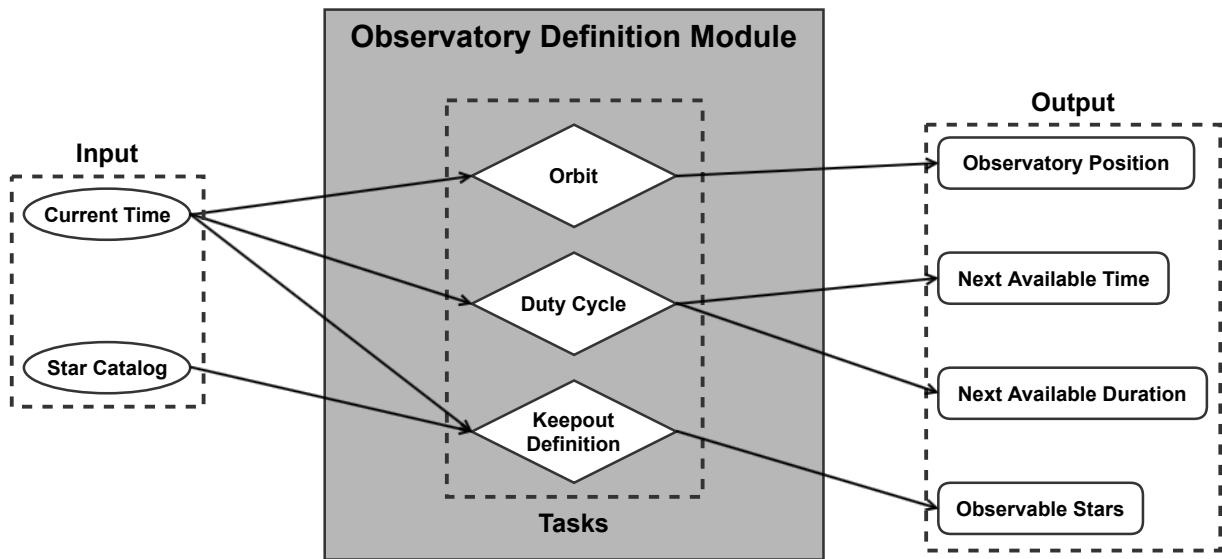 Observatory Definition Module
Input
Current Time
Star Catalog
Orbit
Duty Cycle
Keepout
Definition
Tasks
Output
Observatory Position
Next Available Time
Next Available Duration
Observable Stars